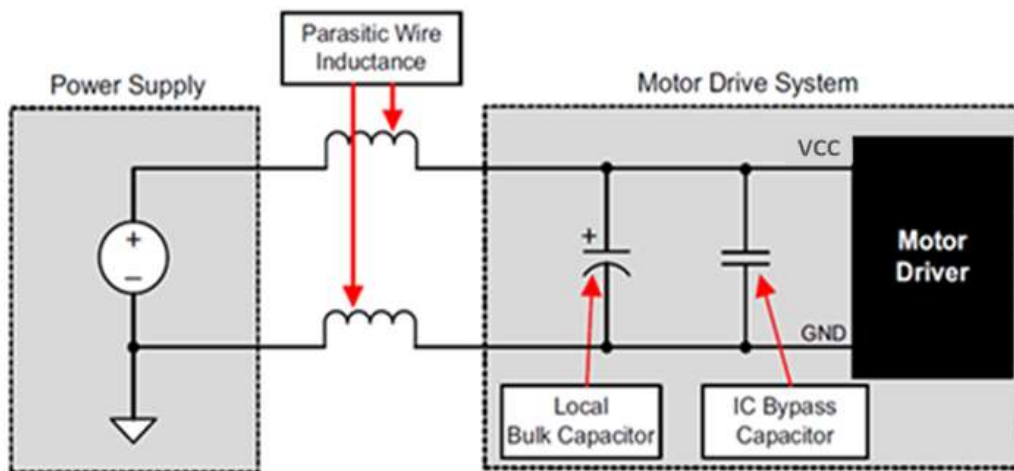 Parasitic Wire
Inductance
Power Supply
Motor Drive System
VCC
+
+
–
Motor
Driver
GND
Local
Bulk Capacitor
IC Bypass
Capacitor